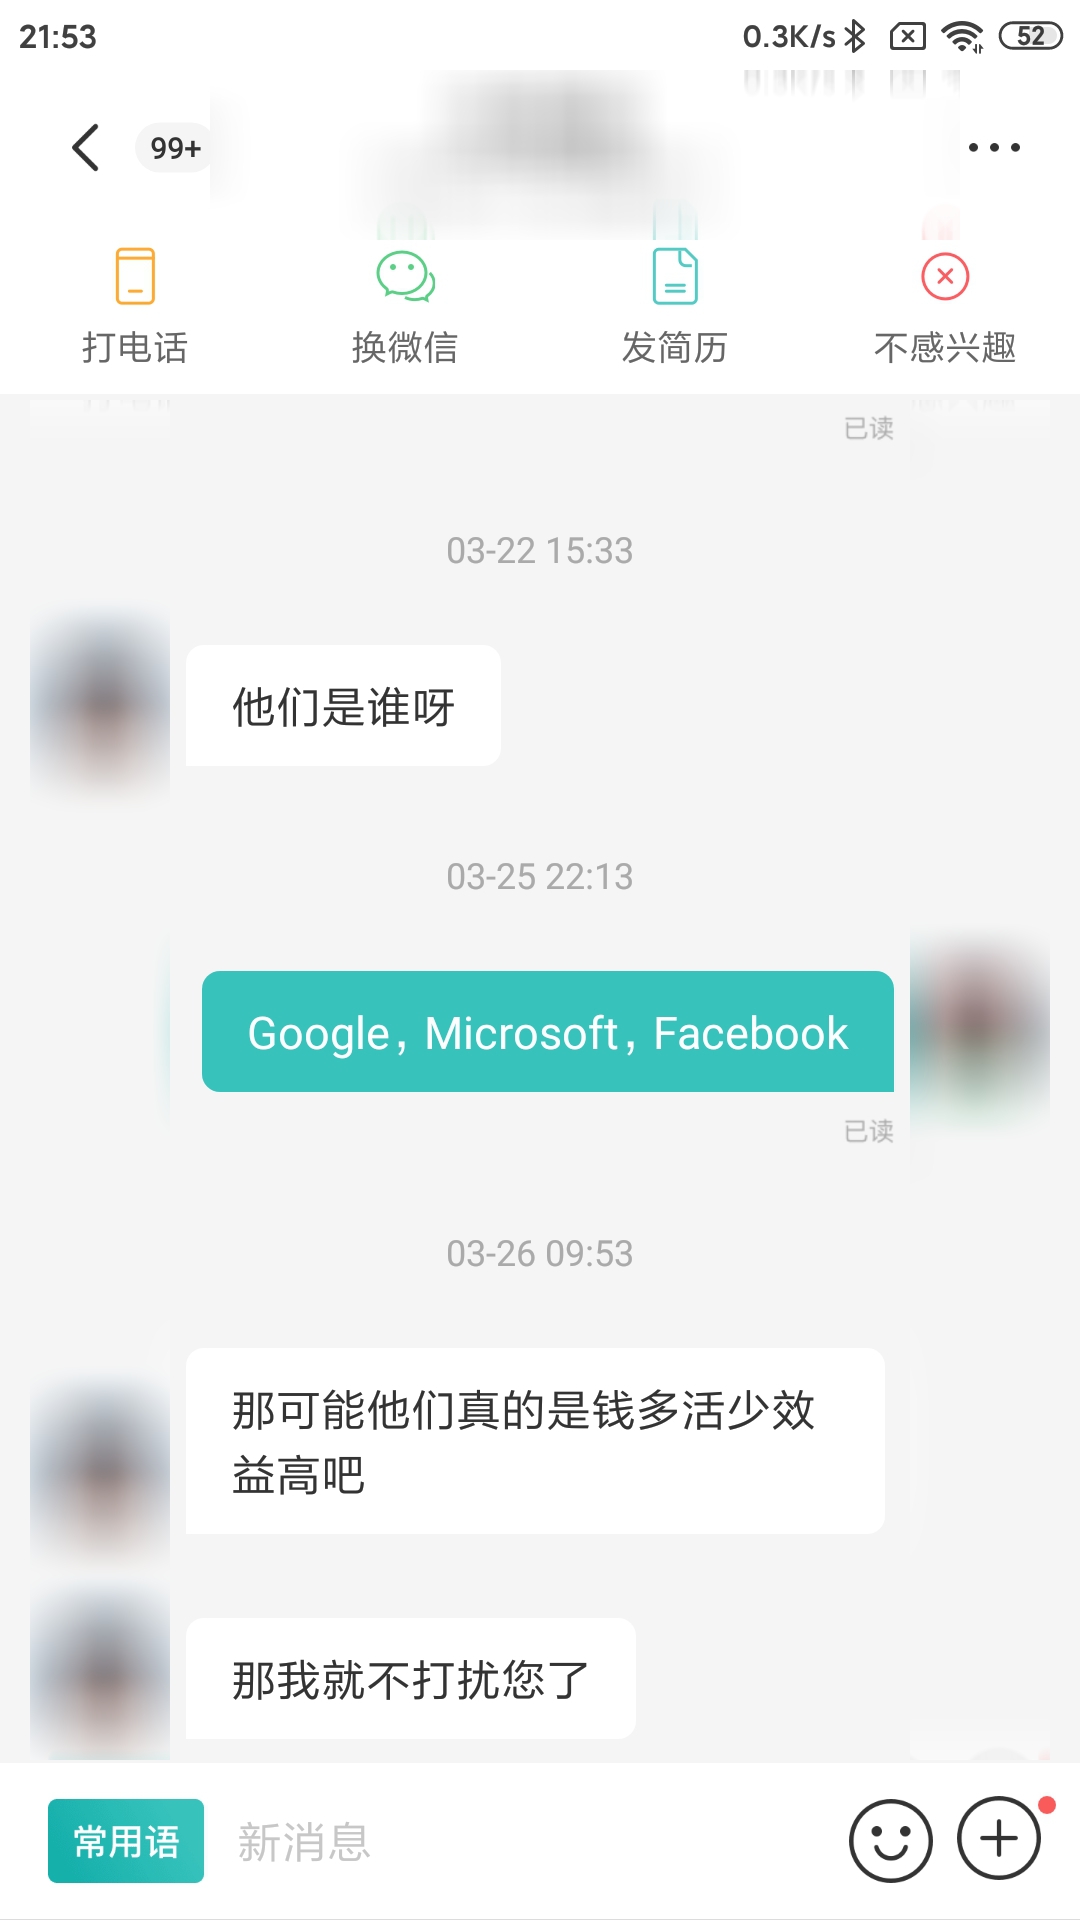 21:53
0.3K/s
52
99+
打电话
换微信
发简历
不感兴趣
已读
03-22 15:33
他们是谁呀
03-25 22:13
Google，Microsoft，Facebook
已读
03-26 09:53
那可能他们真的是钱多活少效
益高吧
那我就不打扰您了
常用语
新消息